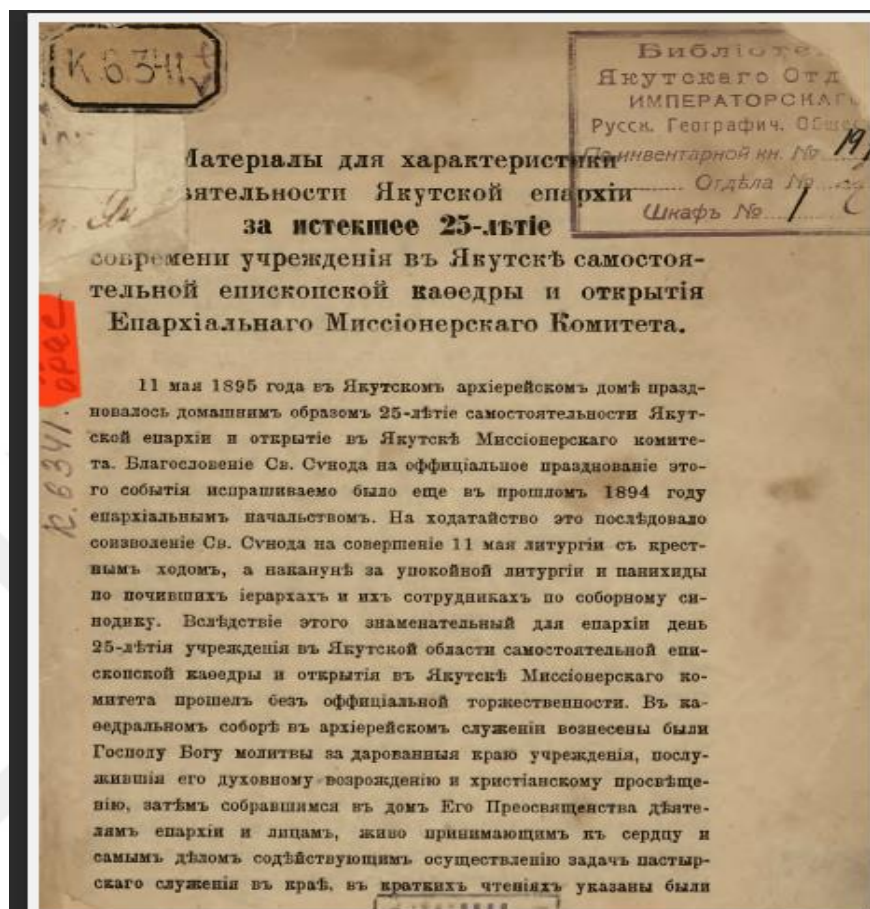 К.6.341
Библіоте
Якутскаго Отд
ИМПЕРАТОРСКАГО
Русск. Географич. Общес
По инвентарной кн. № 19
Отдѣла №
Шкафъ № 1
Матеріалы для характеристики
ятельности Якутской епархіи
за истекшее 25-лѣтіе
современи учрежденія въ Якутскѣ самостоя-
тельной епископской каѳедры и открытія
Епархіальнаго Миссіонерскаго Комитета.
К.6341.
11 мая 1895 года въ Якутскомъ архіерейскомъ домѣ празд-
новалось домашнимъ образомъ 25-лѣтіе самостоятельности Якут-
ской епархіи и открытіе въ Якутскѣ Миссіонерскаго комите-
та. Благословеніе Св. Сѵнода на оффиціальное празднованіе это-
го событія испрашиваемо было еще въ прошломъ 1894 году
епархіальнымъ начальствомъ. На ходатайство это послѣдовало
соизволеніе Св. Сѵнода на совершеніе 11 мая литургіи съ крест-
нымъ ходомъ, а наканунѣ за упокойной литургіи и панихиды
по почившихъ іерархахъ и ихъ сотрудникахъ по соборному си-
нодику. Вслѣдствіе этого знаменательный для епархіи день
25-лѣтія учрежденія въ Якутской области самостоятельной епи-
скопской каѳедры и открытія въ Якутскѣ Миссіонерскаго ко-
митета прошелъ безъ оффиціальной торжественности. Въ ка-
ѳедральномъ соборѣ въ архіерейскомъ служеніи вознесены были
Господу Богу молитвы за дарованныя краю учрежденія, послу-
жившія его духовному возрожденію и христіанскому просвѣще-
нію, затѣмъ собравшимся въ домъ Его Преосвященства дѣяте-
лямъ епархіи и лицамъ, живо принимающимъ къ сердцу и
самымъ дѣломъ содѣйствующимъ осуществленію задачъ пастыр-
скаго служенія въ краѣ, въ краткихъ чтеніяхъ указаны были